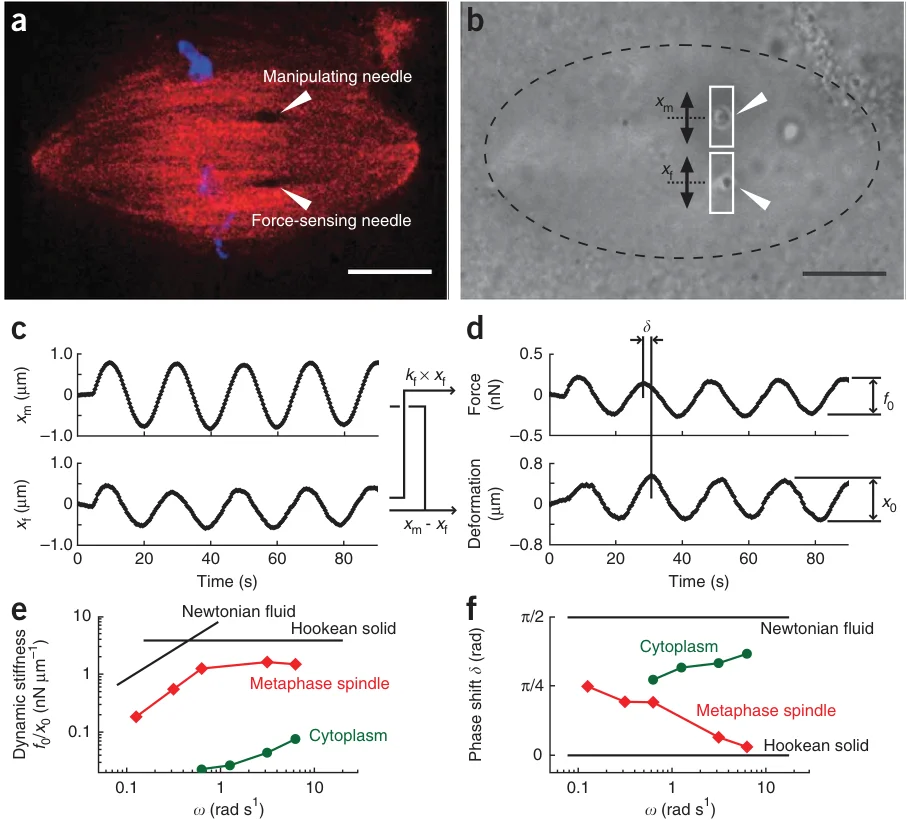 a
Manipulating needle
Force-sensing needle
b
xm
xf
c
1.0
0
–1.0
xm (μm)
kf × xf
1.0
0
–1.0
xf (μm)
xm - xf
0
20
40
60
80
Time (s)
d
δ
0.5
0
–0.5
Force
(nN)
f0
0.8
0
–0.8
Deformation
(μm)
x0
0
20
40
60
80
Time (s)
e
10
1
0.1
Dynamic stiffness
f0/x0 (nN μm–1)
Newtonian fluid
Hookean solid
Metaphase spindle
Cytoplasm
0.1
1
10
ω (rad s1)
f
π/2
π/4
0
Phase shift δ (rad)
Newtonian fluid
Cytoplasm
Metaphase spindle
Hookean solid
0.1
1
10
ω (rad s1)